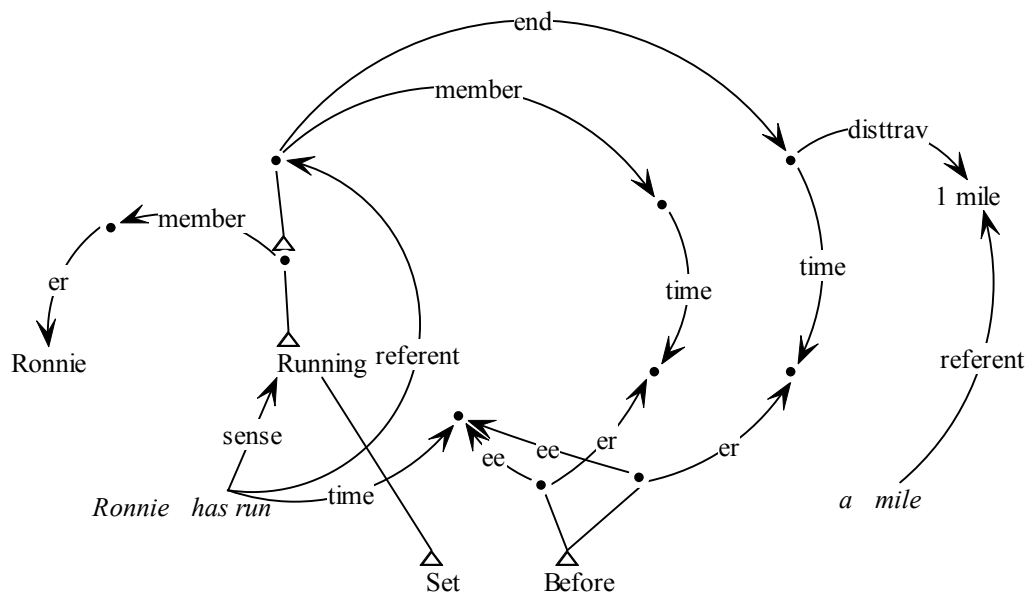 end
member
disttrav
1 mile
member
er
time
time
Ronnie
Running
referent
referent
sense
er
er
ee
ee
time
Ronnie has run
a mile
Set
Before